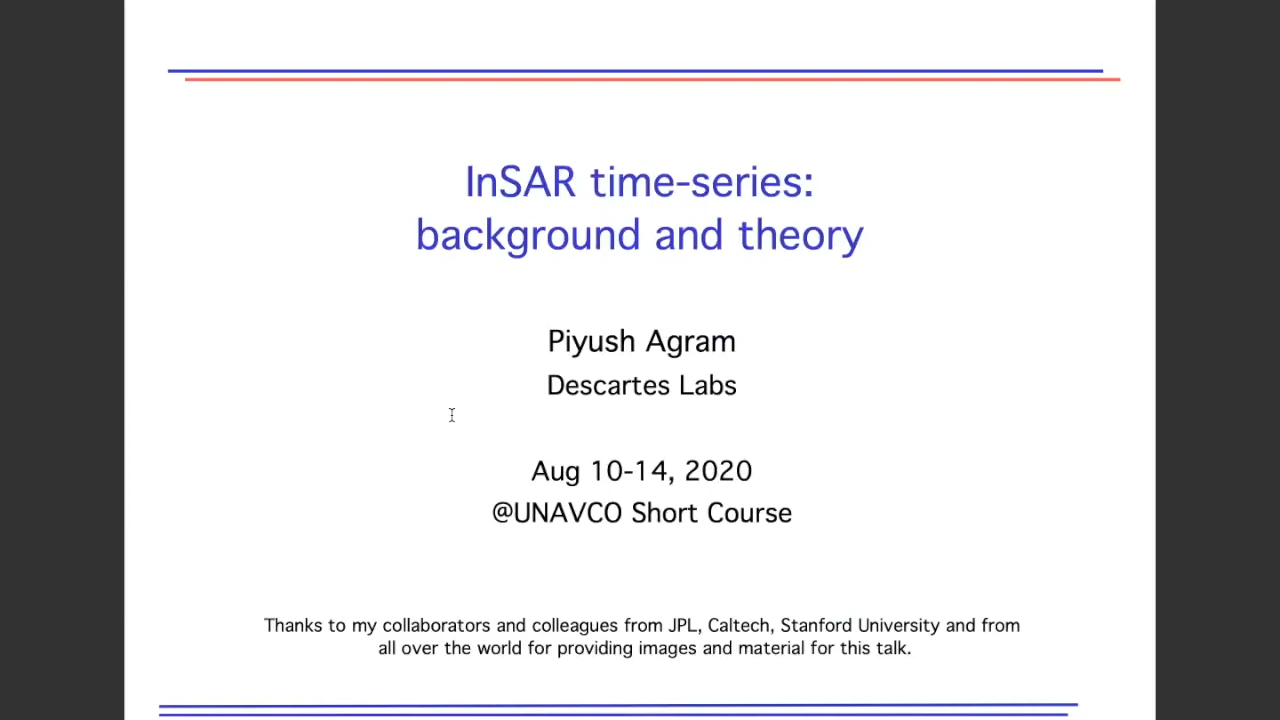 InSAR time-series:
background and theory
Piyush Agram
Descartes Labs
Aug 10-14, 2020
@UNAVCO Short Course
Thanks to my collaborators and colleagues from JPL, Caltech, Stanford University and from
all over the world for providing images and material for this talk.